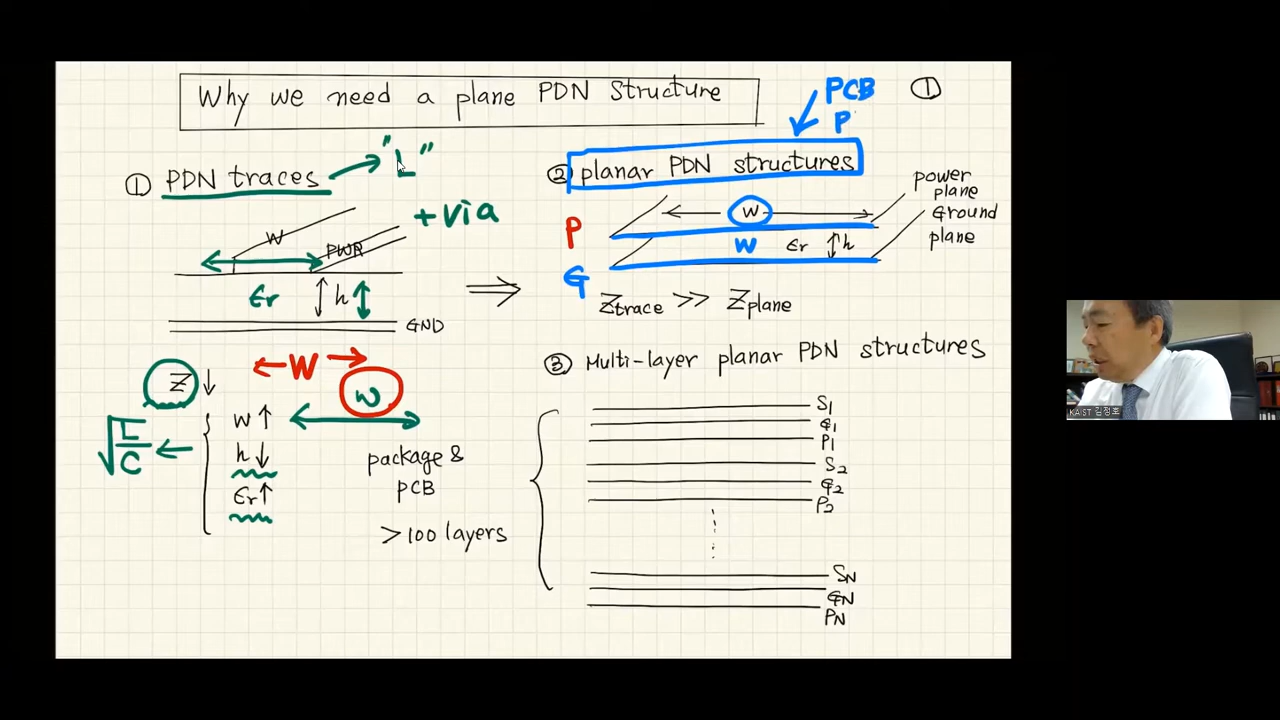 Why we need a plane PDN Structure
PCB
P
①
① PDN traces
"L"
+via
W
PWR
εr
h
GND
② planar PDN structures
power
plane
Ground
plane
W
P
W
εr
h
G
Ztrace >> Zplane
W
Z↓
w
W↑
h↓
εr↑
√L/C
package &
PCB
>100 layers
③ Multi-layer planar PDN structures
S1
G1
P1
S2
G2
P2
SN
GN
PN
KAIST 김정호